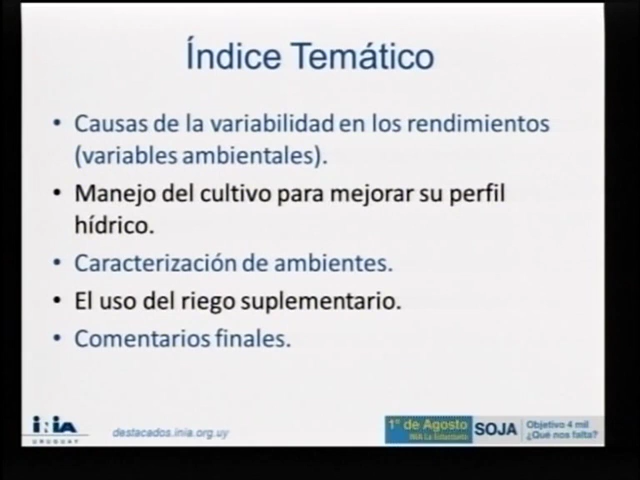 Índice Temático
• Causas de la variabilidad en los rendimientos
(variables ambientales).
• Manejo del cultivo para mejorar su perfil
hídrico.
• Caracterización de ambientes.
• El uso del riego suplementario.
• Comentarios finales.
INIA
URUGUAY
destacados.inia.org.uy
1° de Agosto
INIA La Estanzuela
SOJA
Objetivo 4 mil
¿Qué nos falta?